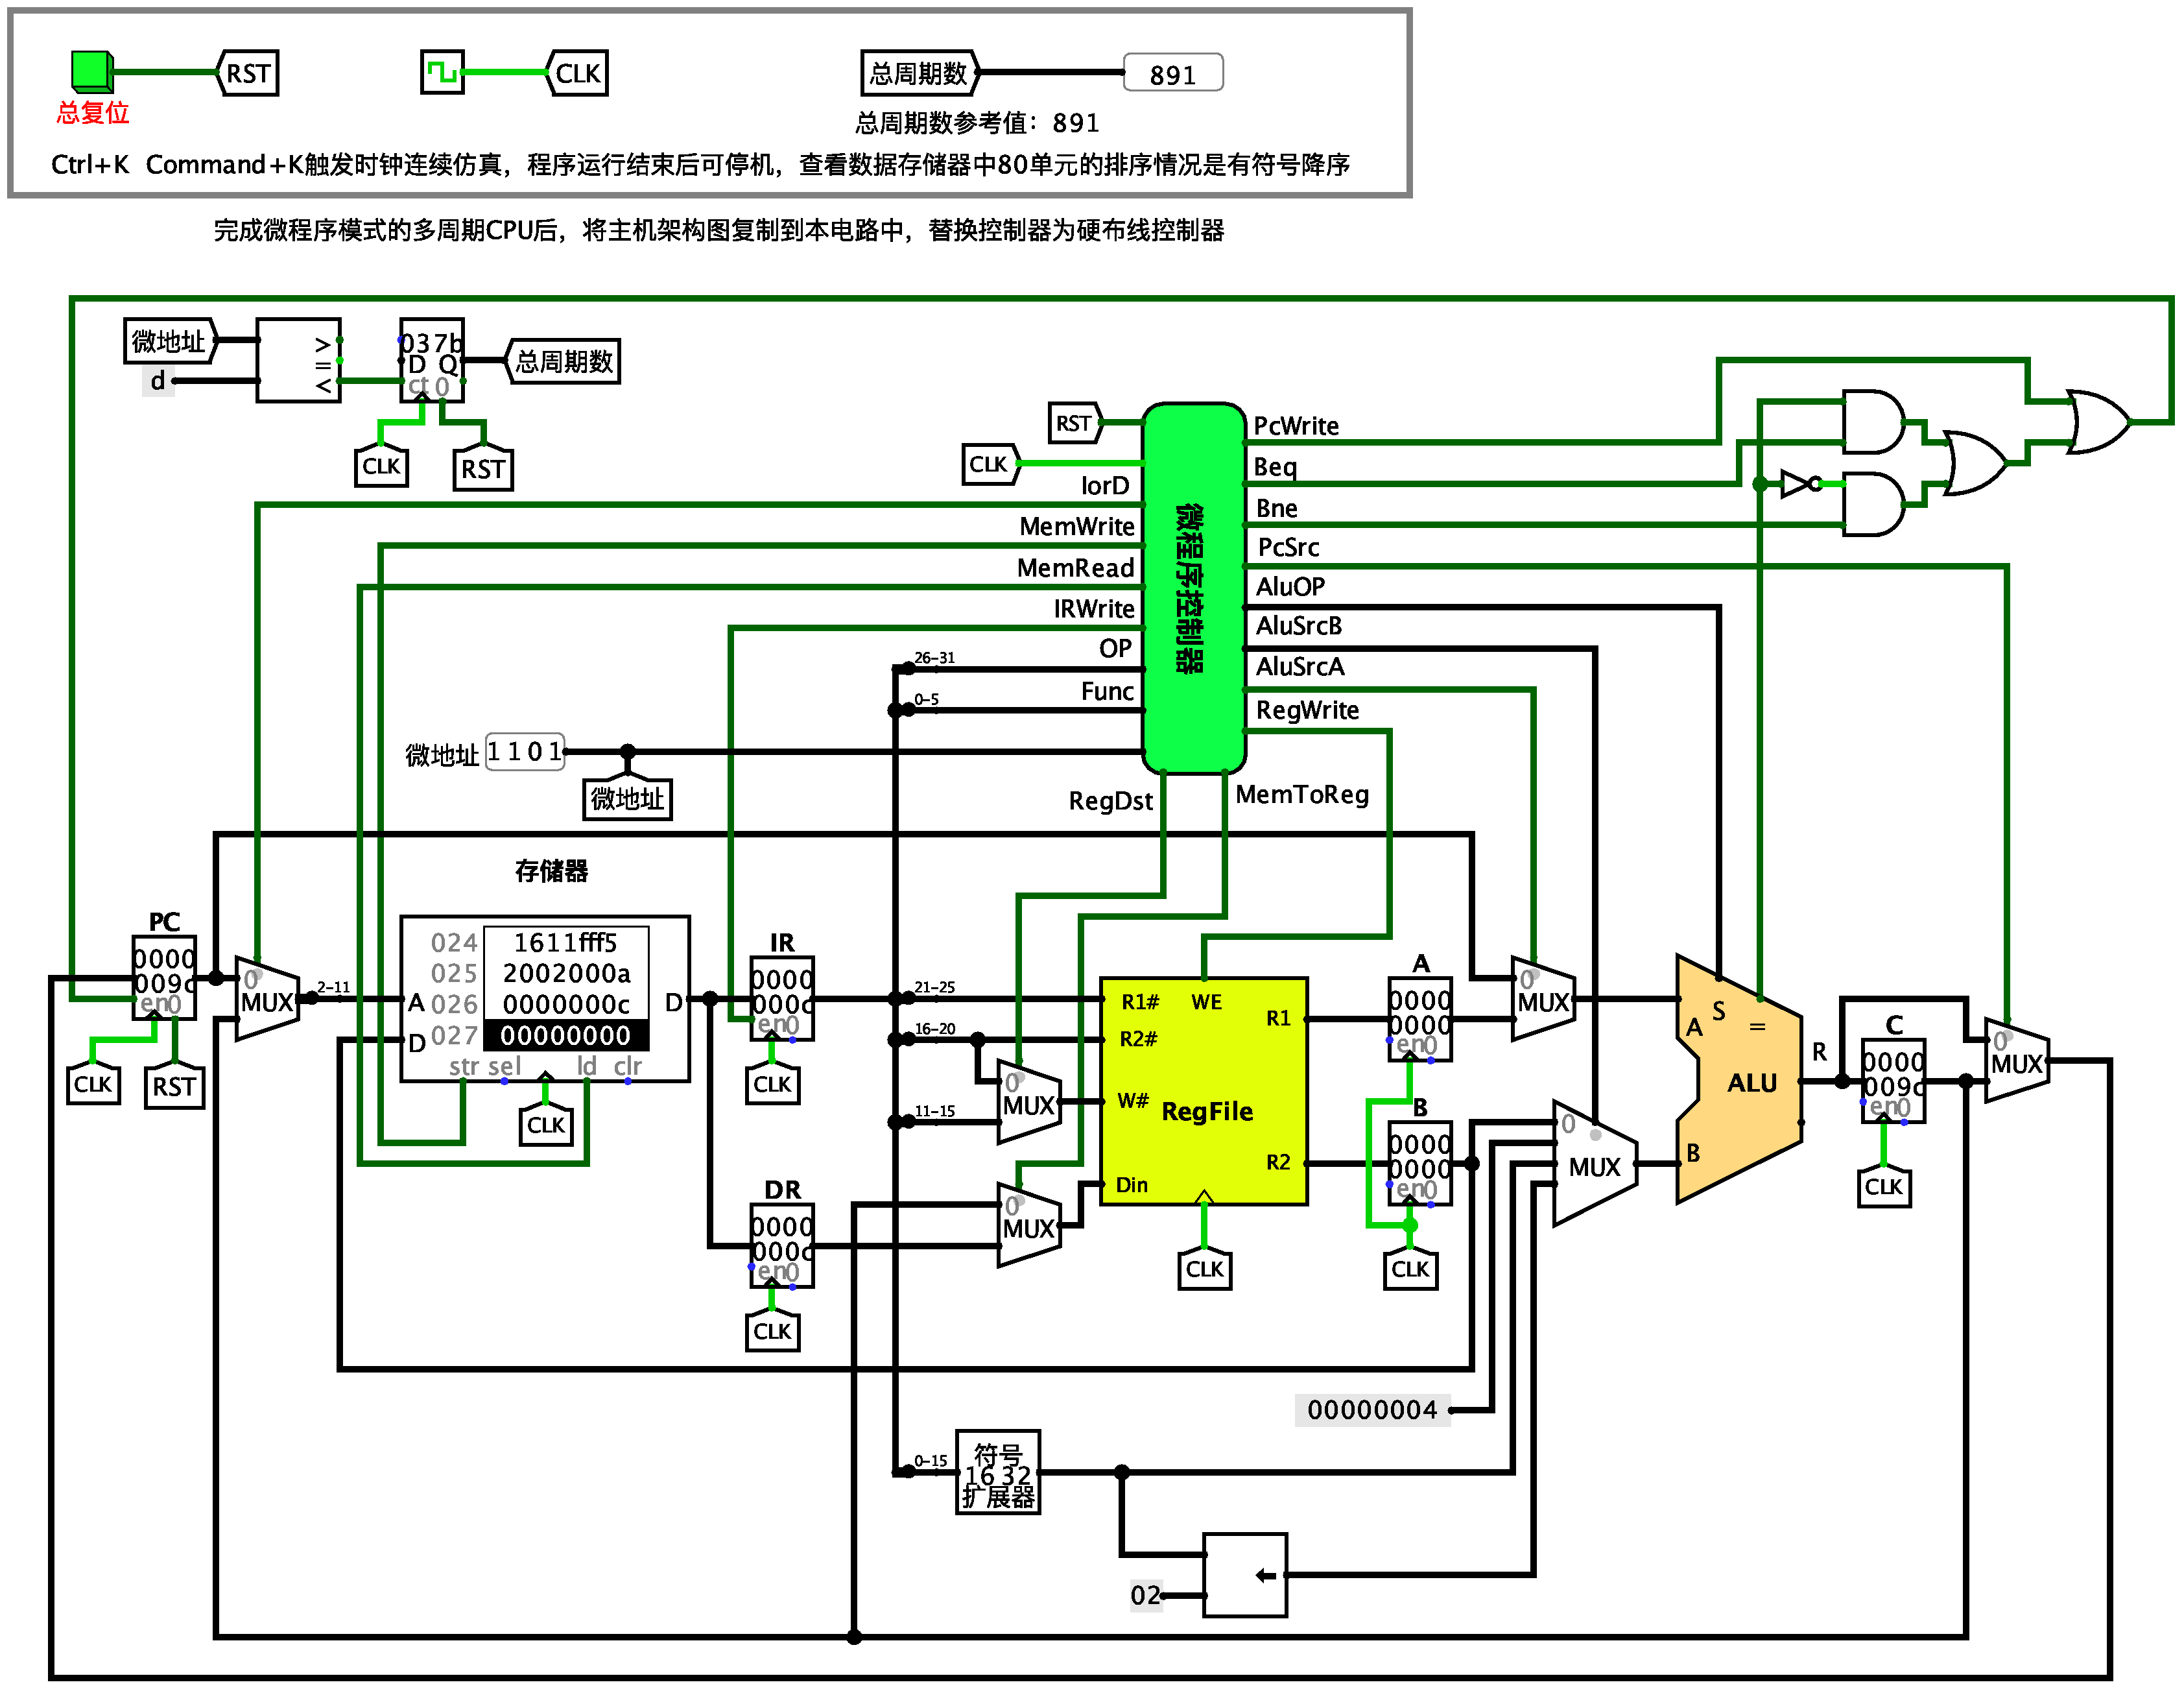 RST
CLK
总周期数
891
总复位
总周期数参考值：891
Ctrl+K Command+K触发时钟连续仿真，程序运行结束后可停机，查看数据存储器中80单元的排序情况是有符号降序
完成微程序模式的多周期CPU后，将主机架构图复制到本电路中，替换控制器为硬布线控制器
微地址
d
>
=
<
037b
D Q
ct 0
总周期数
CLK
RST
RST
CLK
IorD
MemWrite
MemRead
IRWrite
OP
Func
微程序控制器
PcWrite
Beq
Bne
PcSrc
AluOP
AluSrcB
AluSrcA
RegWrite
RegDst
MemToReg
26-31
0-5
微地址
1101
微地址
存储器
PC
0000
009c
en0
CLK
RST
0
MUX
2-11
024 1611fff5
025 2002000a
026 0000000c
027 00000000
A
D
D
str sel ld clr
CLK
IR
0000
000c
en0
CLK
DR
0000
000c
en0
CLK
21-25
16-20
11-15
0
MUX
0
MUX
R1#
WE
R1
R2#
W#
RegFile
R2
Din
CLK
A
0000
0000
en0
B
0000
0000
en0
CLK
0
MUX
0
MUX
A
S
=
ALU
B
R
C
0000
009c
en0
CLK
0
MUX
00000004
0-15
符号
16 32
扩展器
02